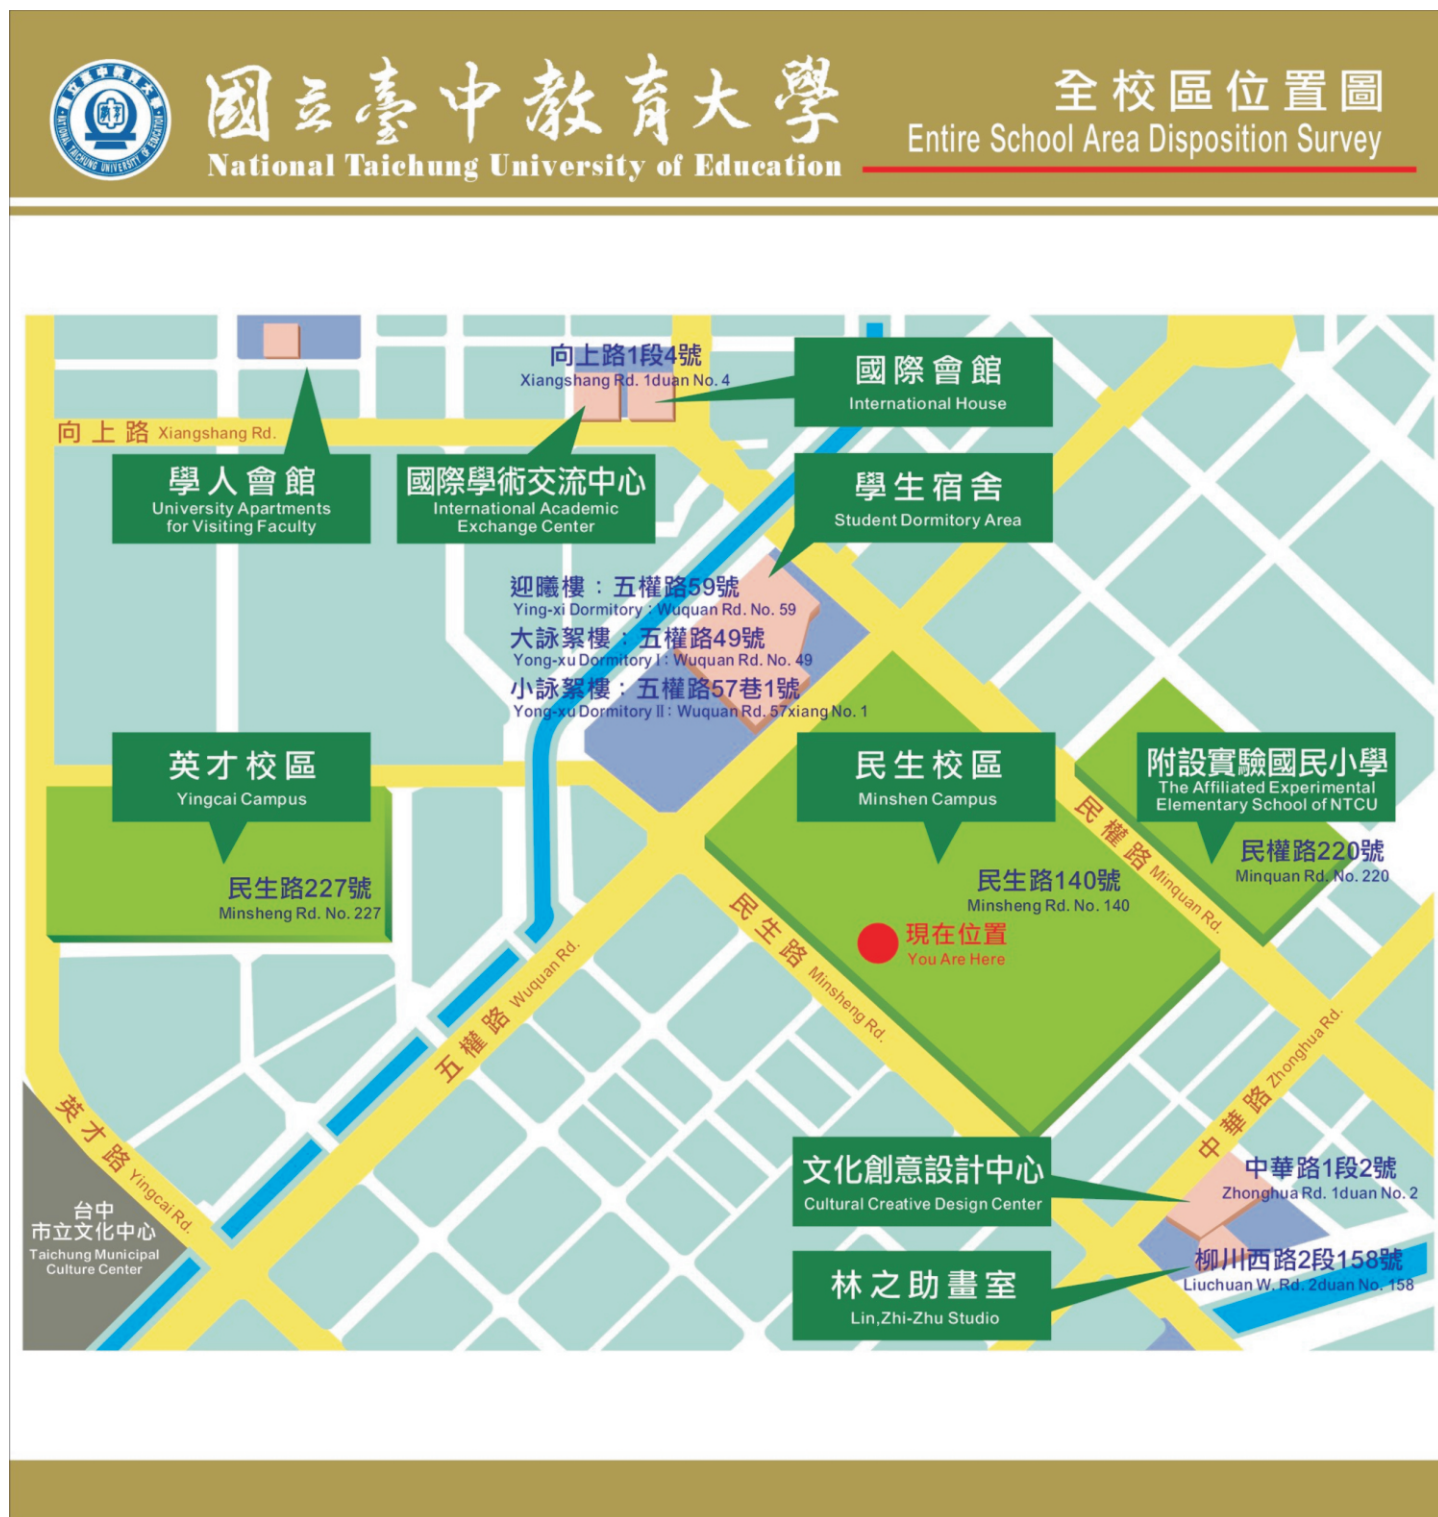 國立臺中教育大學
National Taichung University of Education
全校區位置圖
Entire School Area Disposition Survey
國立臺中教育大學
NATIONAL TAICHUNG UNIVERSITY OF EDUCATION
向上路1段4號
Xiangshang Rd. 1duan No. 4
國際會館
International House
向上路 Xiangshang Rd.
學人會館
University Apartments
for Visiting Faculty
國際學術交流中心
International Academic
Exchange Center
學生宿舍
Student Dormitory Area
迎曦樓：五權路59號
Ying-xi Dormitory : Wuquan Rd. No. 59
大詠絮樓：五權路49號
Yong-xu Dormitory I : Wuquan Rd. No. 49
小詠絮樓：五權路57巷1號
Yong-xu Dormitory II : Wuquan Rd. 57xiang No. 1
英才校區
Yingcai Campus
民生路227號
Minsheng Rd. No. 227
民生校區
Minshen Campus
民生路140號
Minsheng Rd. No. 140
現在位置
You Are Here
附設實驗國民小學
The Affiliated Experimental
Elementary School of NTCU
民權路220號
Minquan Rd. No. 220
民權路 Minquan Rd.
民生路 Minsheng Rd.
五權路 Wuquan Rd.
中華路 Zhonghua Rd.
英才路 Yingcai Rd.
台中
市立文化中心
Taichung Municipal
Culture Center
文化創意設計中心
Cultural Creative Design Center
中華路1段2號
Zhonghua Rd. 1duan No. 2
林之助畫室
Lin,Zhi-Zhu Studio
柳川西路2段158號
Liuchuan W. Rd. 2duan No. 158